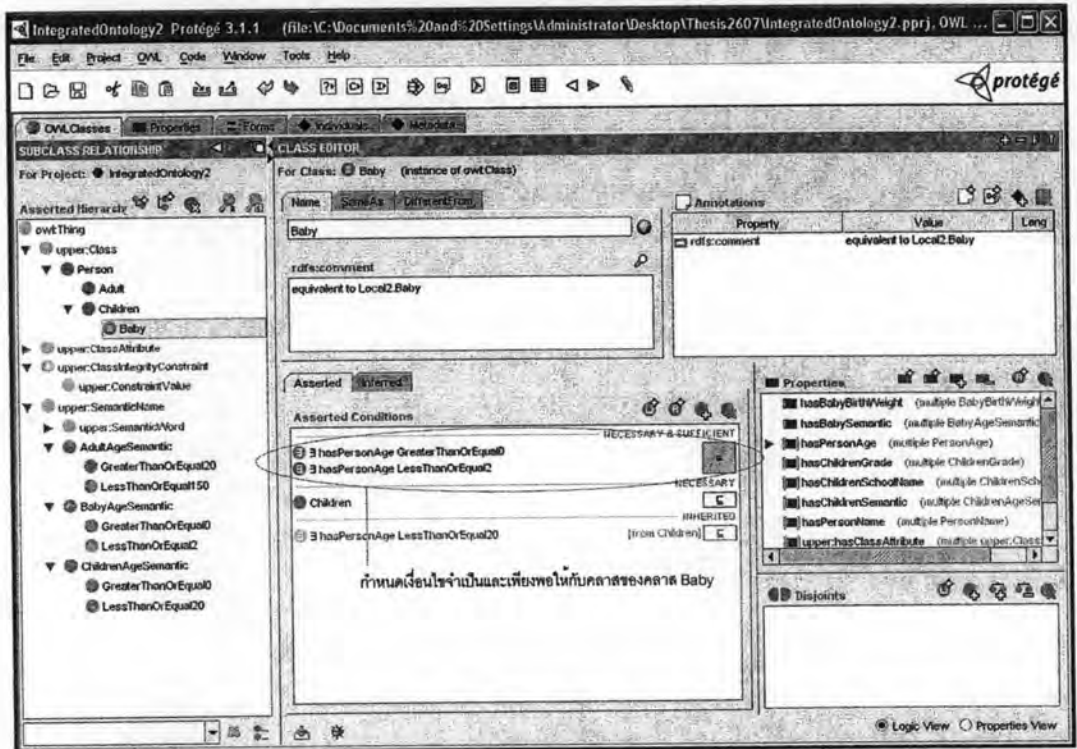 IntegratedOntology2 Protégé 3.1.1 (file:\C:\Documents%20and%20Settings\Administrator\Desktop\Thesis2607\IntegratedOntology2.pprj, OWL ...
File Edit Project OWL Code Window Tools Help
protégé
OWLClasses Properties Forms Individuals Metadata
SUBCLASS RELATIONSHIP
For Project: IntegratedOntology2
Asserted Hierarchy
owl:Thing
upper:Class
Person
Adult
Children
Baby
upper:ClassAttribute
upper:ClassIntegrityConstraint
upper:ConstraintValue
upper:SemanticName
upper:SemanticWord
AdultAgeSemantic
GreaterThanOrEqual20
LessThanOrEqual150
BabyAgeSemantic
GreaterThanOrEqual0
LessThanOrEqual2
ChildrenAgeSemantic
GreaterThanOrEqual0
LessThanOrEqual20
CLASS EDITOR
For Class: Baby (instance of owl:Class)
Name SameAs DifferentFrom
Baby
rdfs:comment
equivalent to Local2.Baby
Annotations
Property Value Lang
rdfs:comment equivalent to Local2.Baby
Asserted Inferred
Asserted Conditions
NECESSARY & SUFFICIENT
∃ hasPersonAge GreaterThanOrEqual0
∃ hasPersonAge LessThanOrEqual2
NECESSARY
Children
INHERITED
∃ hasPersonAge LessThanOrEqual20 [from Children]
กำหนดเงื่อนไขจำเป็นและเพียงพอให้กับคลาสของคลาส Baby
Properties
hasBabyBirthWeight (multiple BabyBirthWeight
hasBabySemantic (multiple BabyAgeSemantic
hasPersonAge (multiple PersonAge)
hasChildrenGrade (multiple ChildrenGrade)
hasChildrenSchoolName (multiple ChildrenSch
hasChildrenSemantic (multiple ChildrenAgeSe
hasPersonName (multiple PersonName)
upper:hasClassAttribute (multiple upper:Class
Disjoints
Logic View Properties View